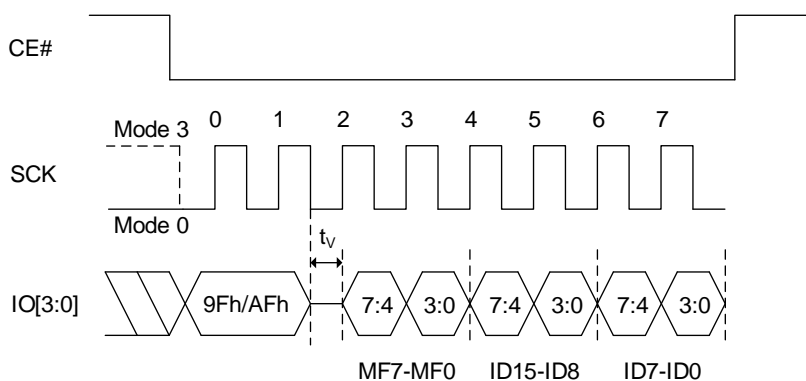 CE#
Mode 3 0 1 2 3 4 5 6 7
SCK
Mode 0
tV
IO[3:0] 9Fh/AFh 7:4 3:0 7:4 3:0 7:4 3:0
MF7-MF0 ID15-ID8 ID7-ID0